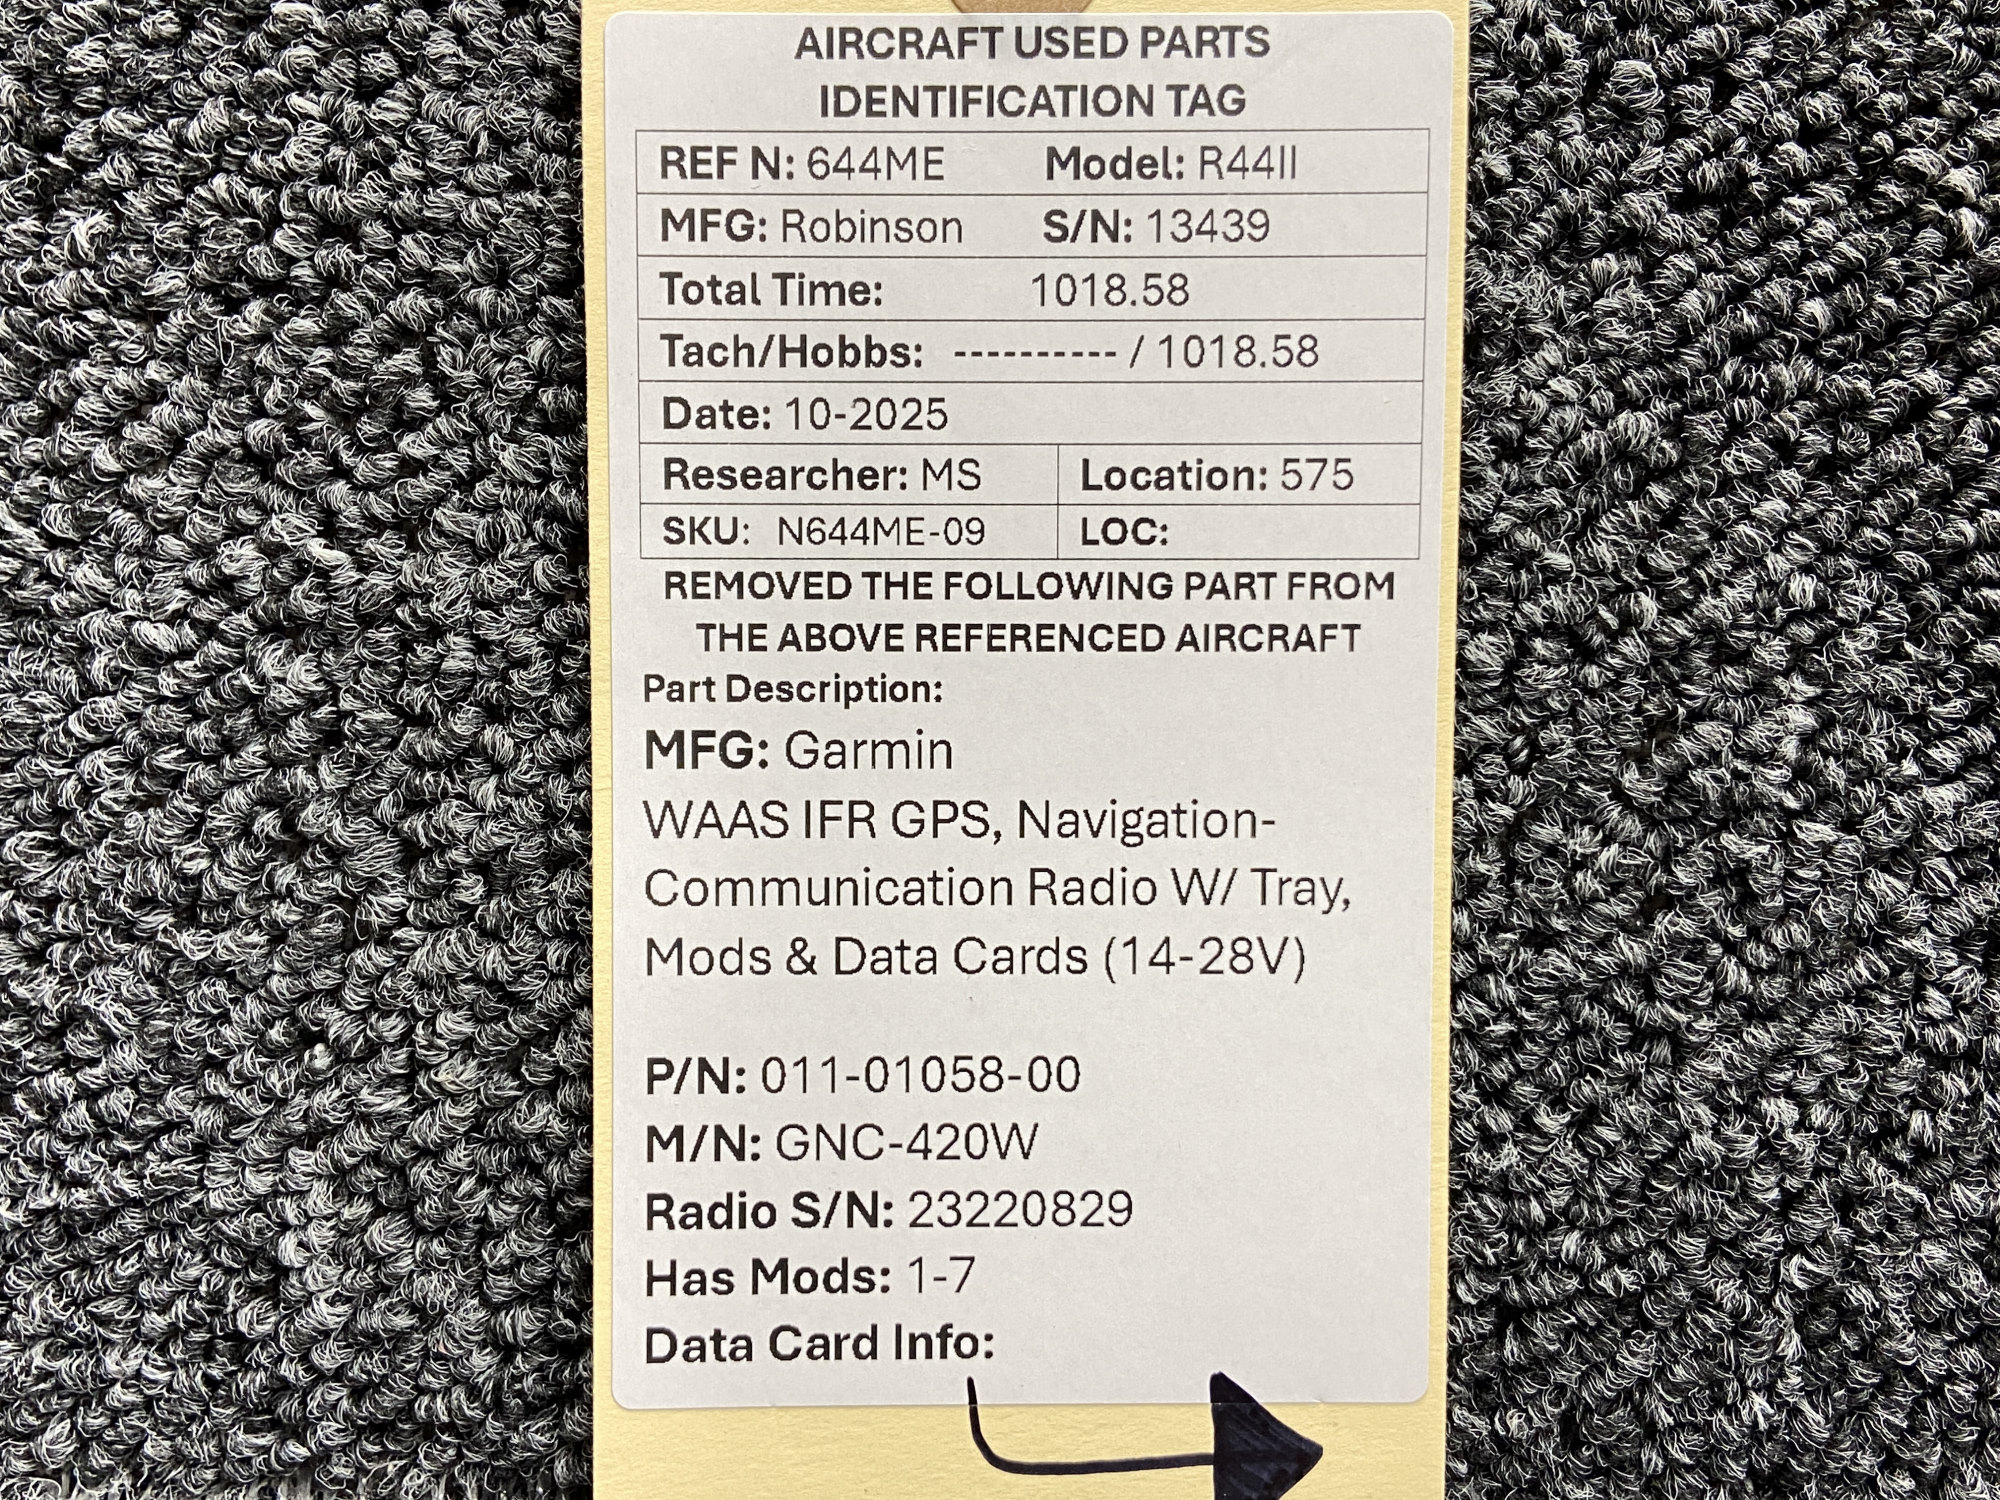 AIRCRAFT USED PARTS
IDENTIFICATION TAG
REF N: 644ME Model: R44II
MFG: Robinson S/N: 13439
Total Time: 1018.58
Tach/Hobbs: ---------- / 1018.58
Date: 10-2025
Researcher: MS Location: 575
SKU: N644ME-09 LOC:
REMOVED THE FOLLOWING PART FROM
THE ABOVE REFERENCED AIRCRAFT
Part Description:
MFG: Garmin
WAAS IFR GPS, Navigation-
Communication Radio W/ Tray,
Mods & Data Cards (14-28V)
P/N: 011-01058-00
M/N: GNC-420W
Radio S/N: 23220829
Has Mods: 1-7
Data Card Info: